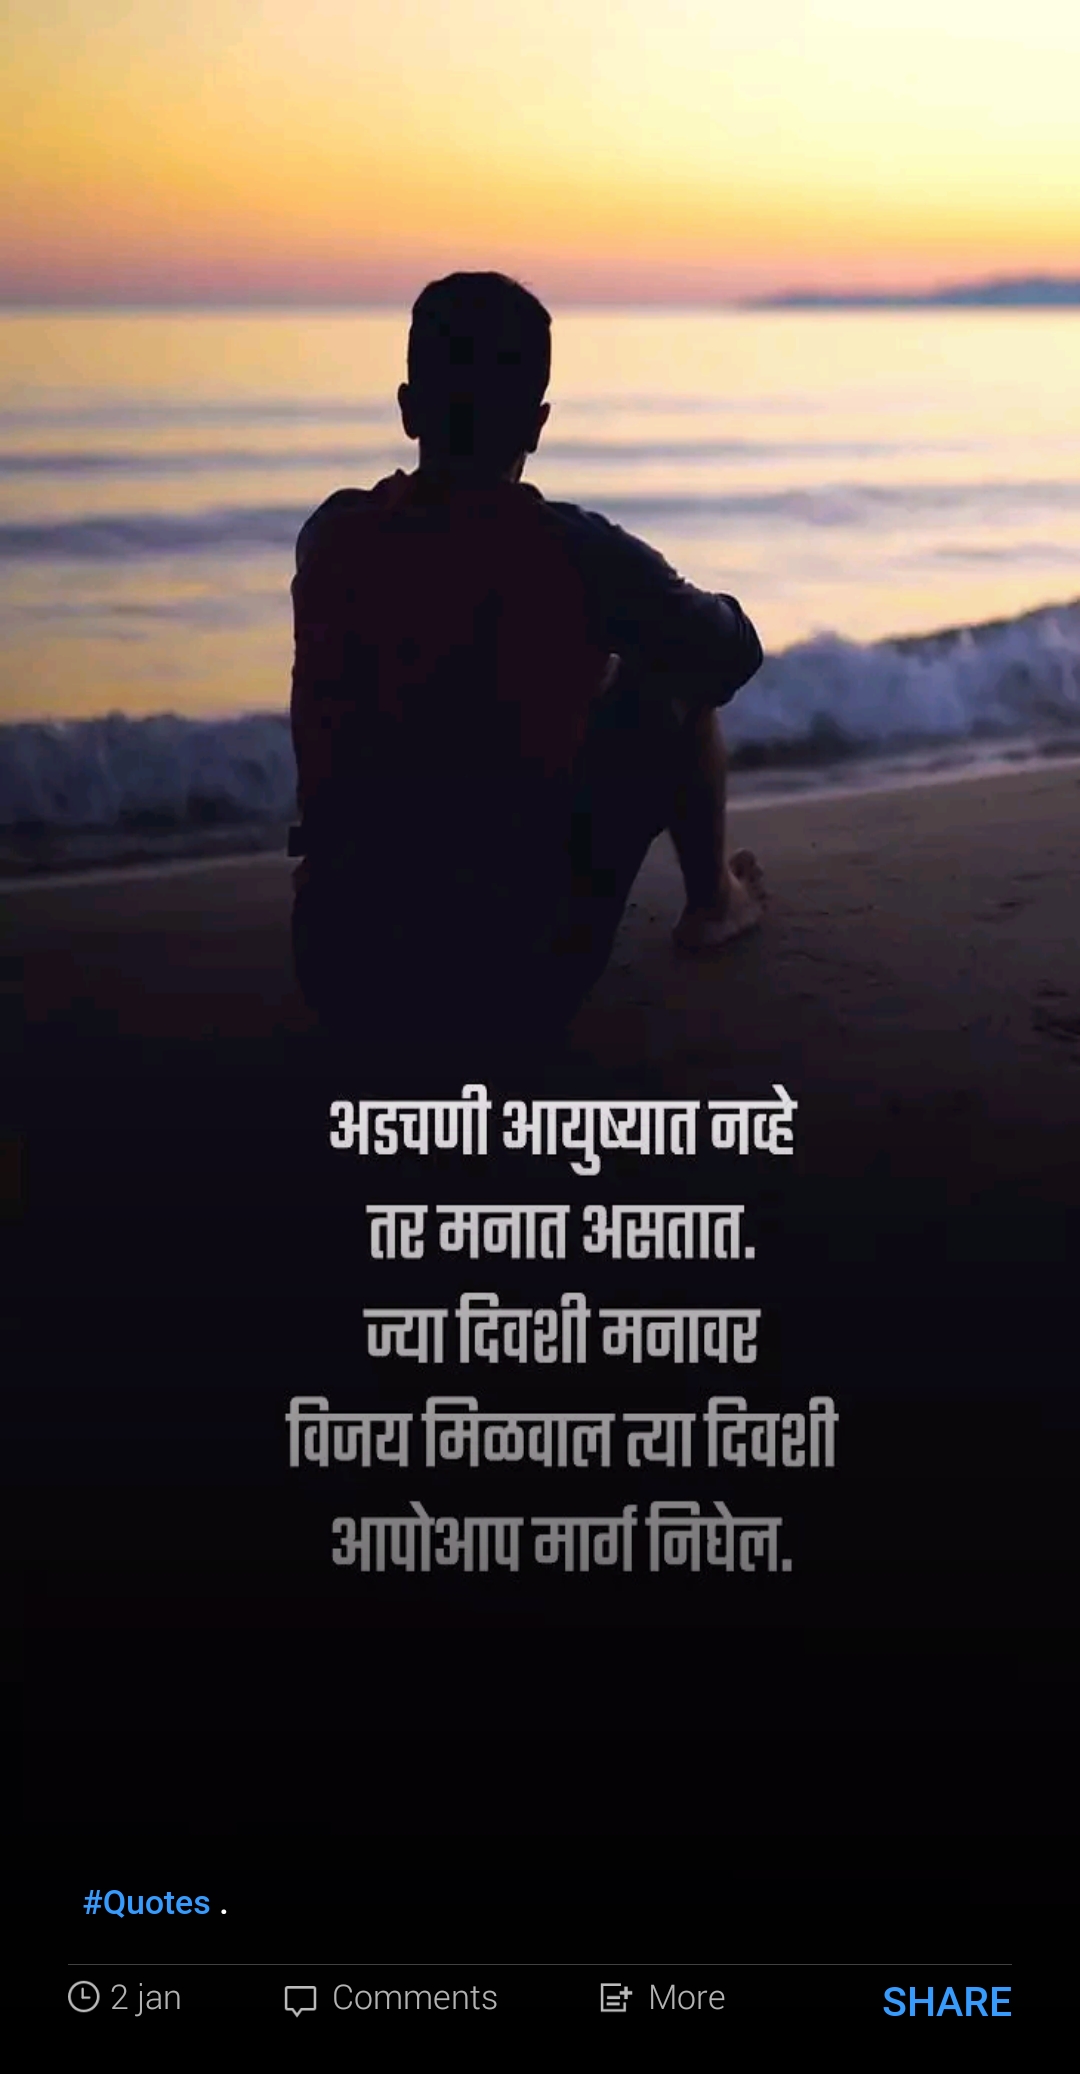 अडचणी आयुष्यात नव्हे
तर मनात असतात.
ज्या दिवशी मनावर
विजय मिळवाल त्या दिवशी
आपोआप मार्ग निघेल.
#Quotes .
2 jan Comments More SHARE